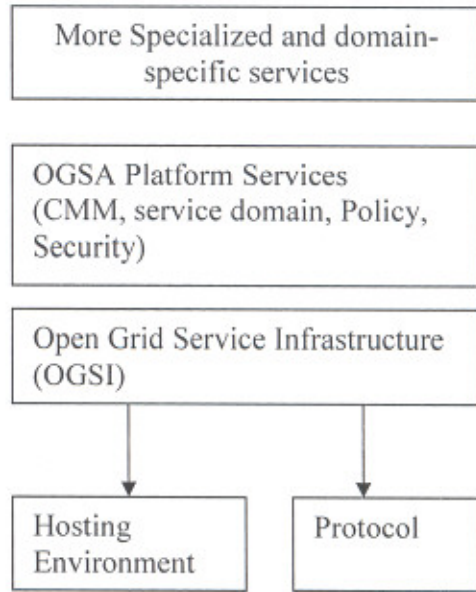 More Specialized and domain-
specific services
OGSA Platform Services
(CMM, service domain, Policy,
Security)
Open Grid Service Infrastructure
(OGSI)
Hosting
Environment
Protocol